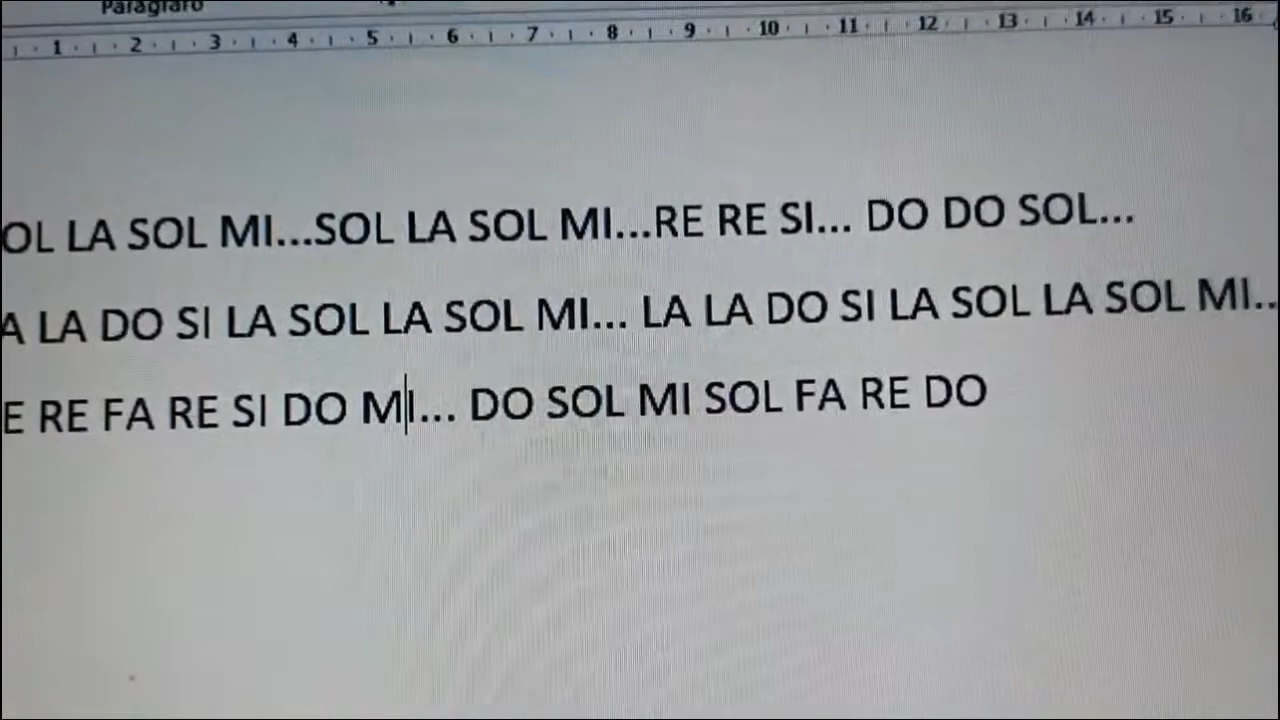 Paragrafo
1 2 3 4 5 6 7 8 9 10 11 12 13 14 15 16
OL LA SOL MI...SOL LA SOL MI...RE RE SI... DO DO SOL...
A LA DO SI LA SOL LA SOL MI... LA LA DO SI LA SOL LA SOL MI...
E RE FA RE SI DO MI... DO SOL MI SOL FA RE DO